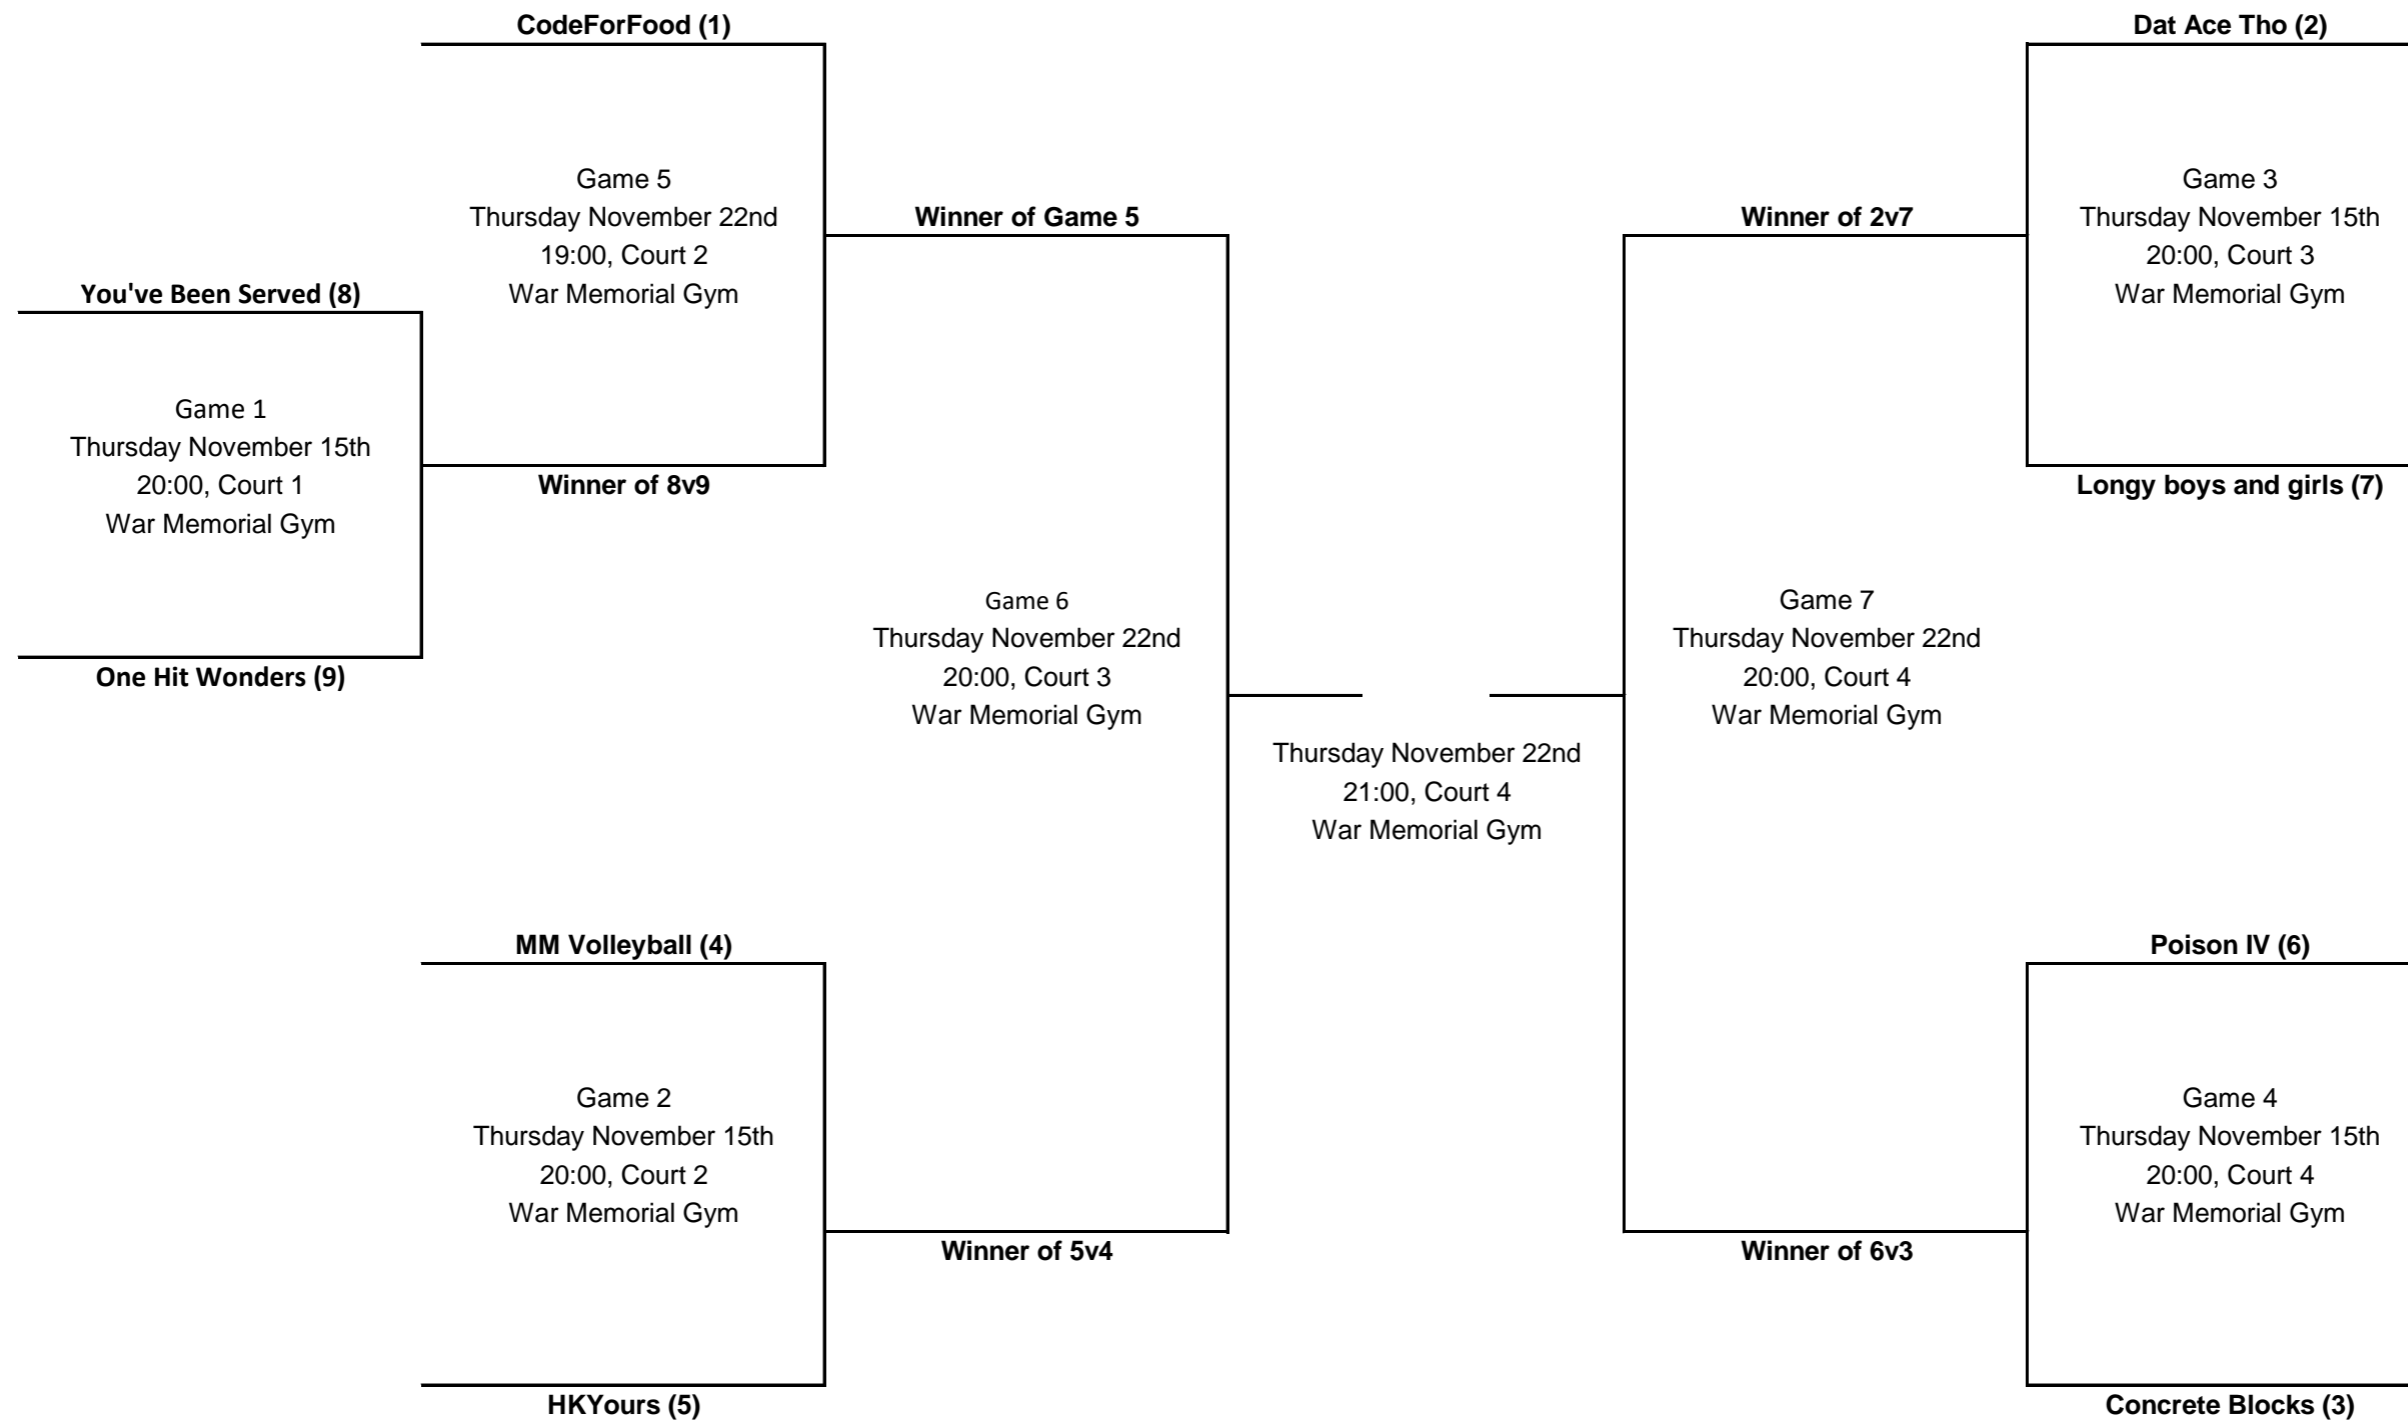 CodeForFood (1)
Dat Ace Tho (2)
Game 5
Thursday November 22nd
19:00, Court 2
War Memorial Gym
Winner of Game 5
Winner of 2v7
Game 3
Thursday November 15th
20:00, Court 3
War Memorial Gym
You've Been Served (8)
Game 1
Thursday November 15th
20:00, Court 1
War Memorial Gym
Winner of 8v9
Longy boys and girls (7)
One Hit Wonders (9)
Game 6
Thursday November 22nd
20:00, Court 3
War Memorial Gym
Game 7
Thursday November 22nd
20:00, Court 4
War Memorial Gym
Thursday November 22nd
21:00, Court 4
War Memorial Gym
MM Volleyball (4)
Poison IV (6)
Game 2
Thursday November 15th
20:00, Court 2
War Memorial Gym
Game 4
Thursday November 15th
20:00, Court 4
War Memorial Gym
Winner of 5v4
Winner of 6v3
HKYours (5)
Concrete Blocks (3)